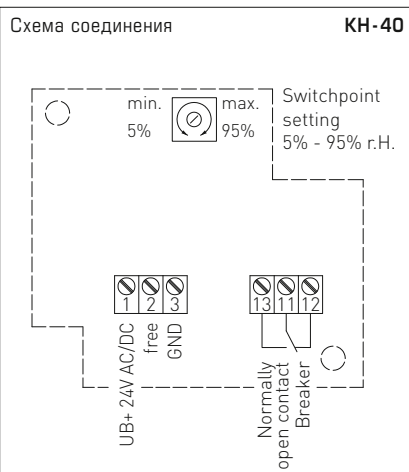 Схема соединения KH-40
min. max.
5% 95%
Switchpoint
setting
5% - 95% r.H.
1 2 3
13 11 12
UB+ 24V AC/DC
free
GND
Normally
open contact
Breaker